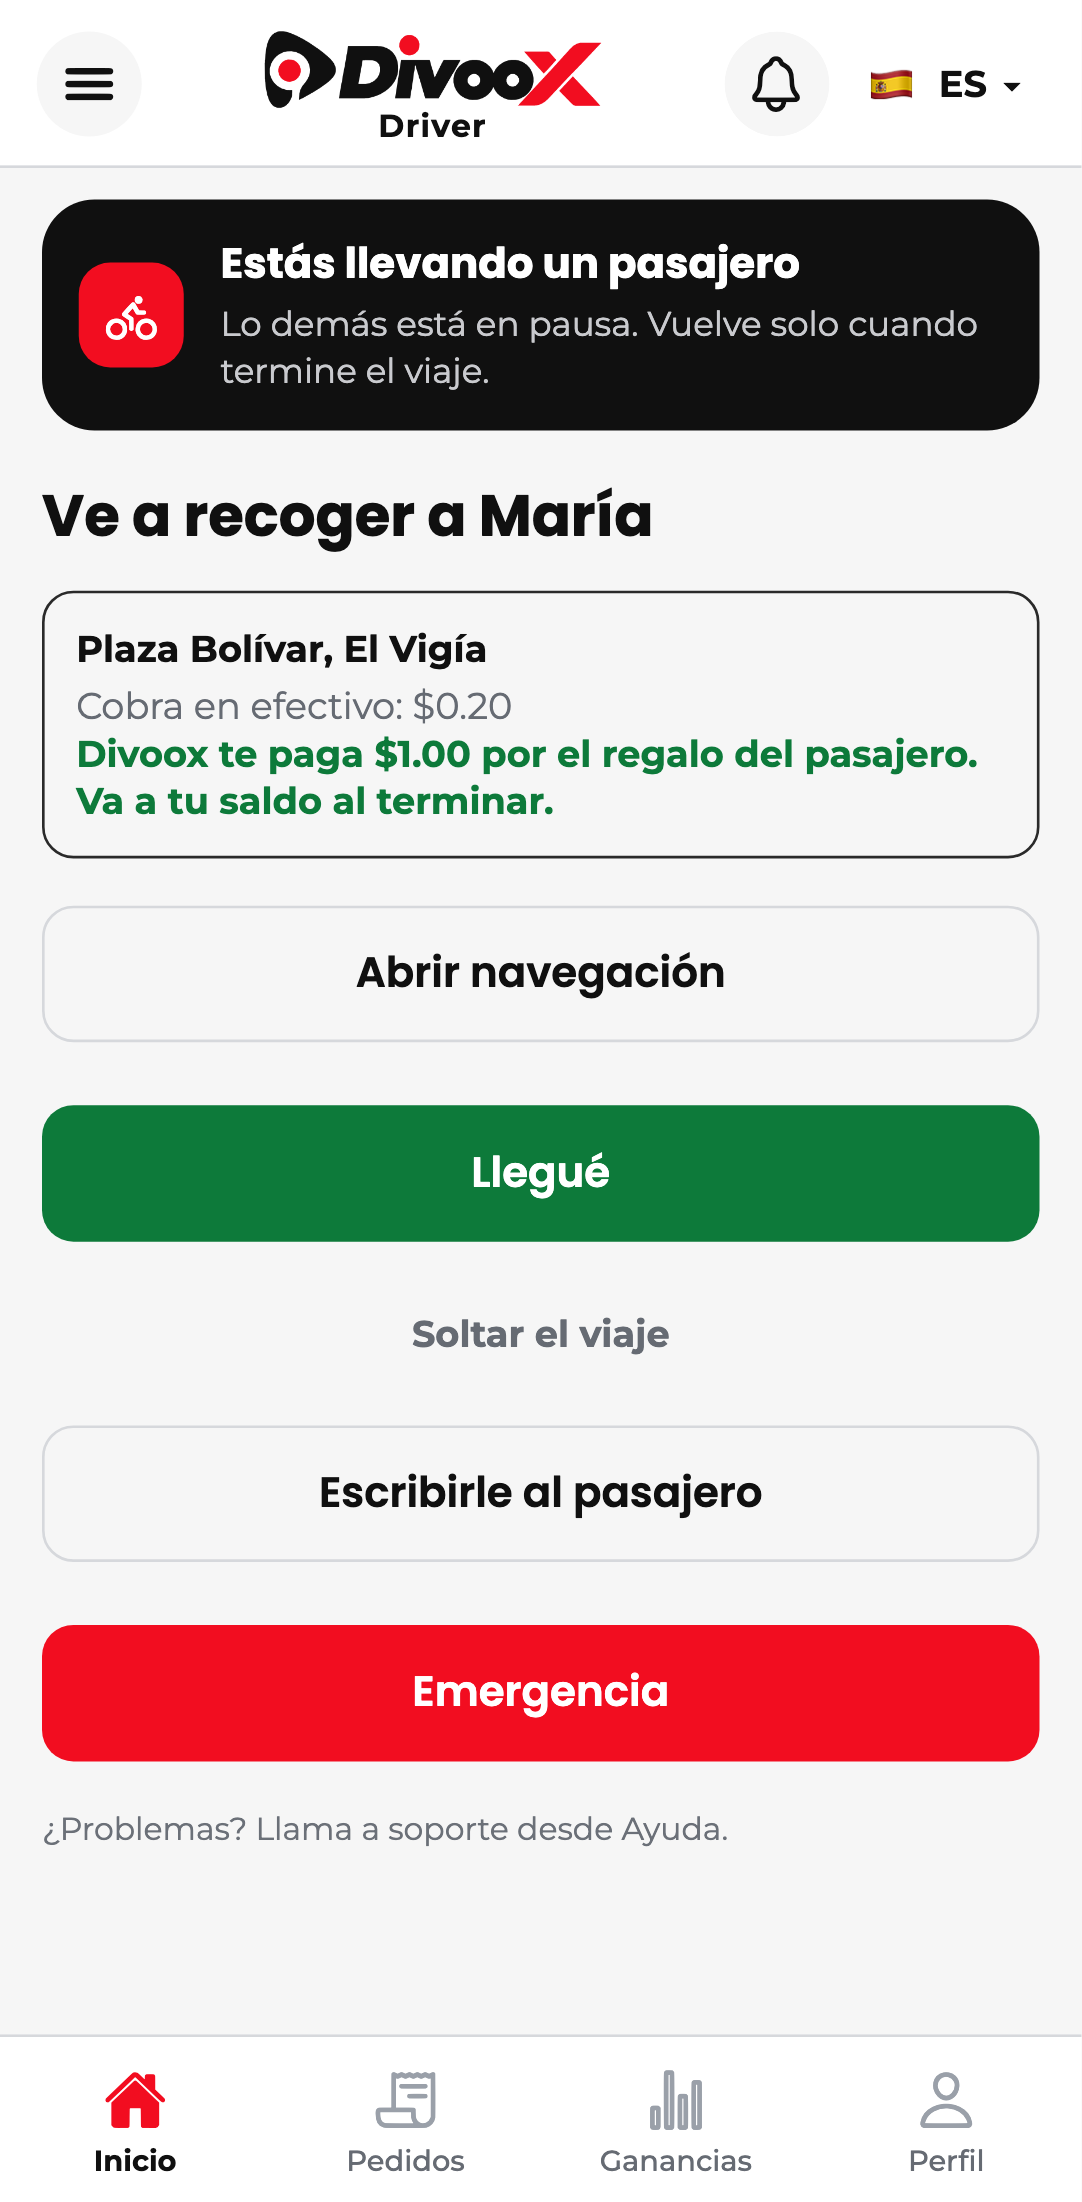 DivooX
Driver
ES
Estás llevando un pasajero
Lo demás está en pausa. Vuelve solo cuando
termine el viaje.
Ve a recoger a María
Plaza Bolívar, El Vigía
Cobra en efectivo: $0.20
Divoox te paga $1.00 por el regalo del pasajero.
Va a tu saldo al terminar.
Abrir navegación
Llegué
Soltar el viaje
Escribirle al pasajero
Emergencia
¿Problemas? Llama a soporte desde Ayuda.
Inicio
Pedidos
Ganancias
Perfil